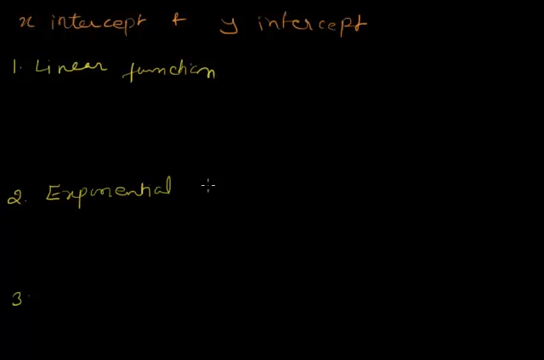 x intercept + y intercept
1. Linear function
2. Exponential
3.